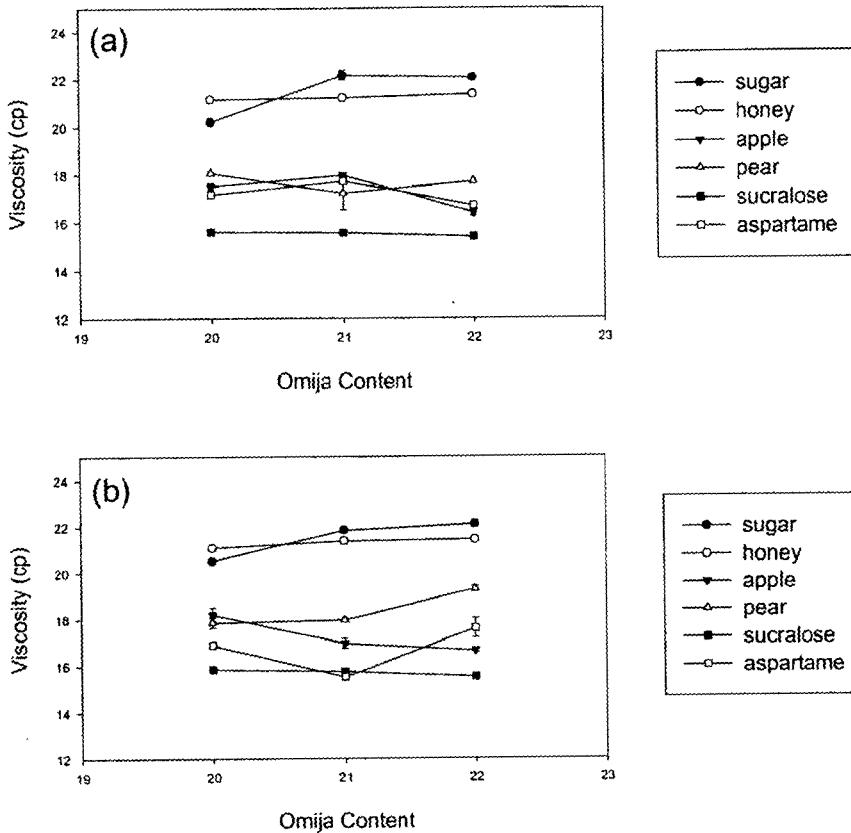 (a)
Viscosity (cp)
24
22
20
18
16
14
12
19
20
21
22
23
Omija Content
sugar
honey
apple
pear
sucralose
aspartame
(b)
Viscosity (cp)
24
22
20
18
16
14
12
19
20
21
22
23
Omija Content
sugar
honey
apple
pear
sucralose
aspartame